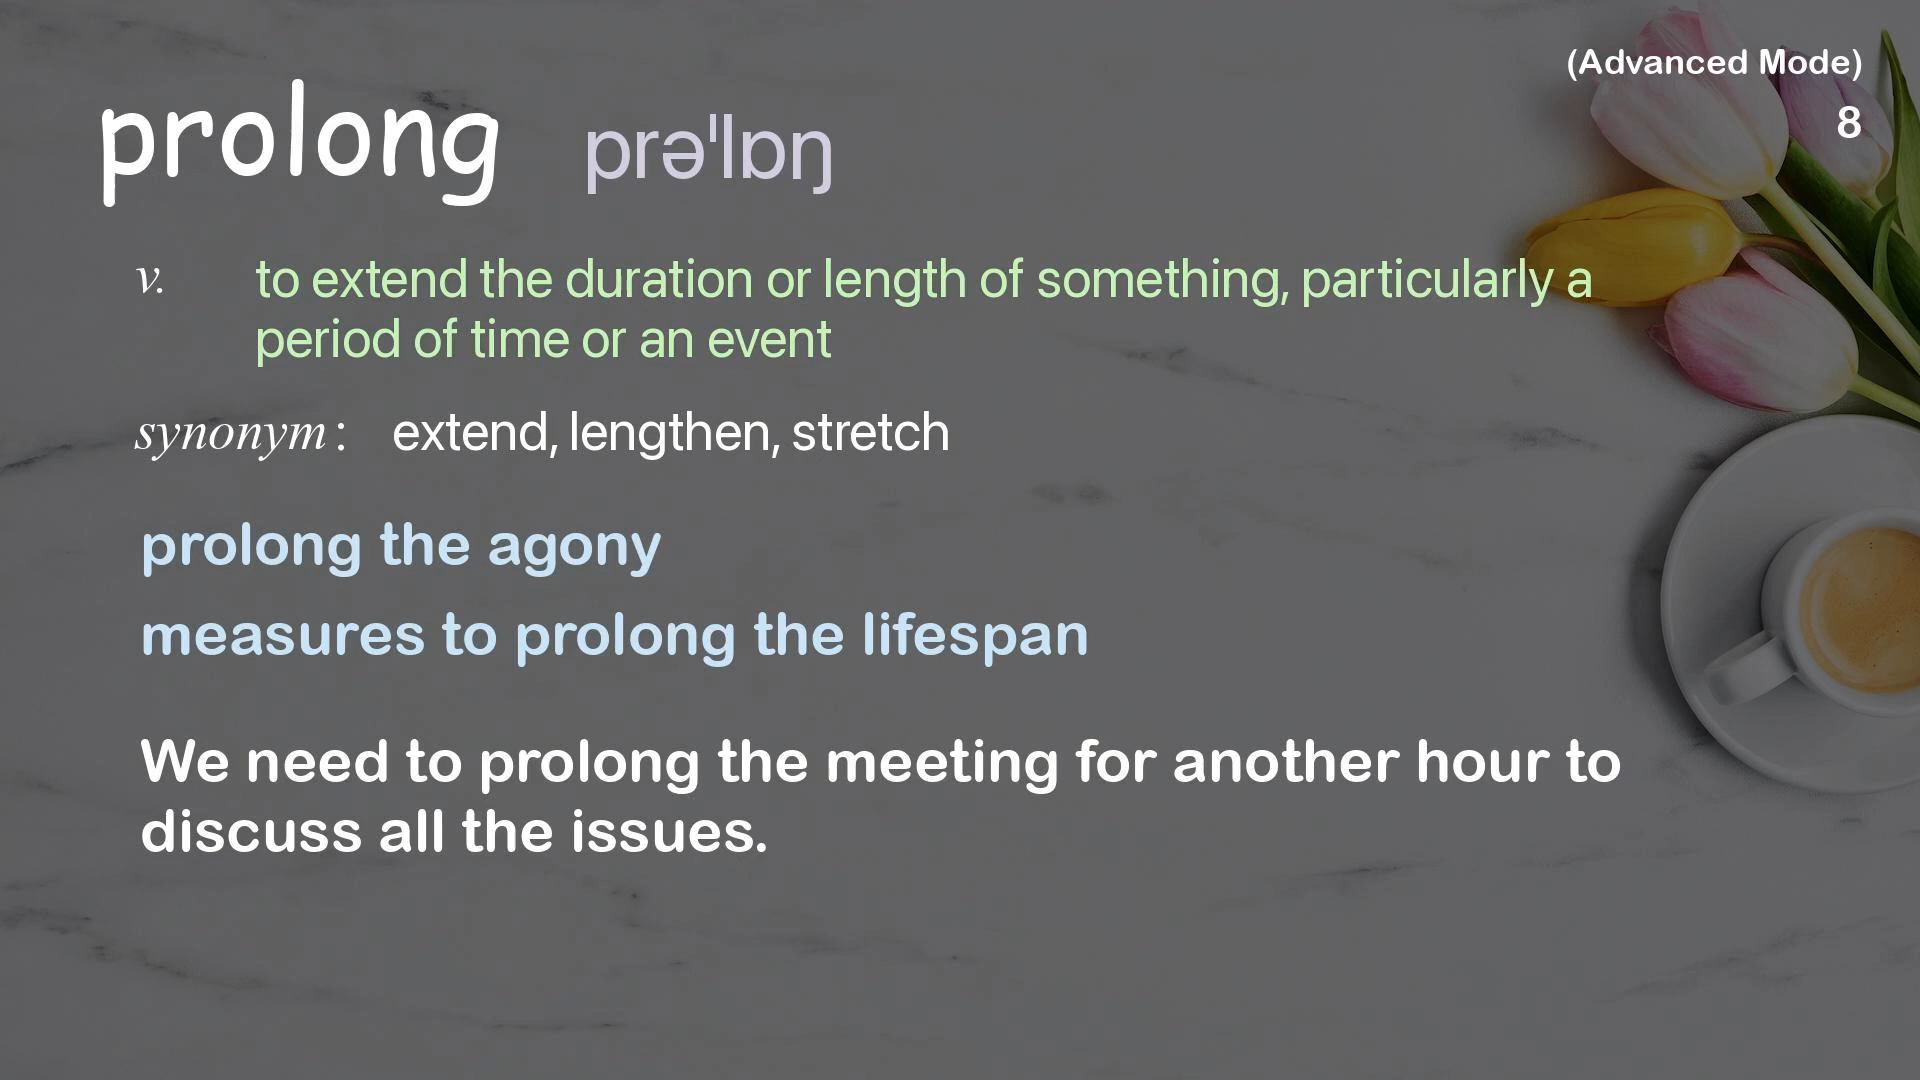 (Advanced Mode)
8
prolong prəˈlɒŋ
v. to extend the duration or length of something, particularly a
period of time or an event
synonym : extend, lengthen, stretch
prolong the agony
measures to prolong the lifespan
We need to prolong the meeting for another hour to
discuss all the issues.